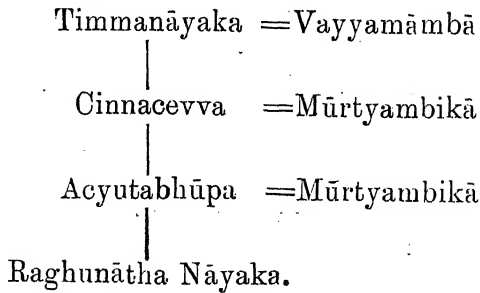 Timmanāyaka =Vayyamāmbā
Cinnacevva =Mūrtyambikā
Acyutabhūpa =Mūrtyambikā
Raghunātha Nāyaka.